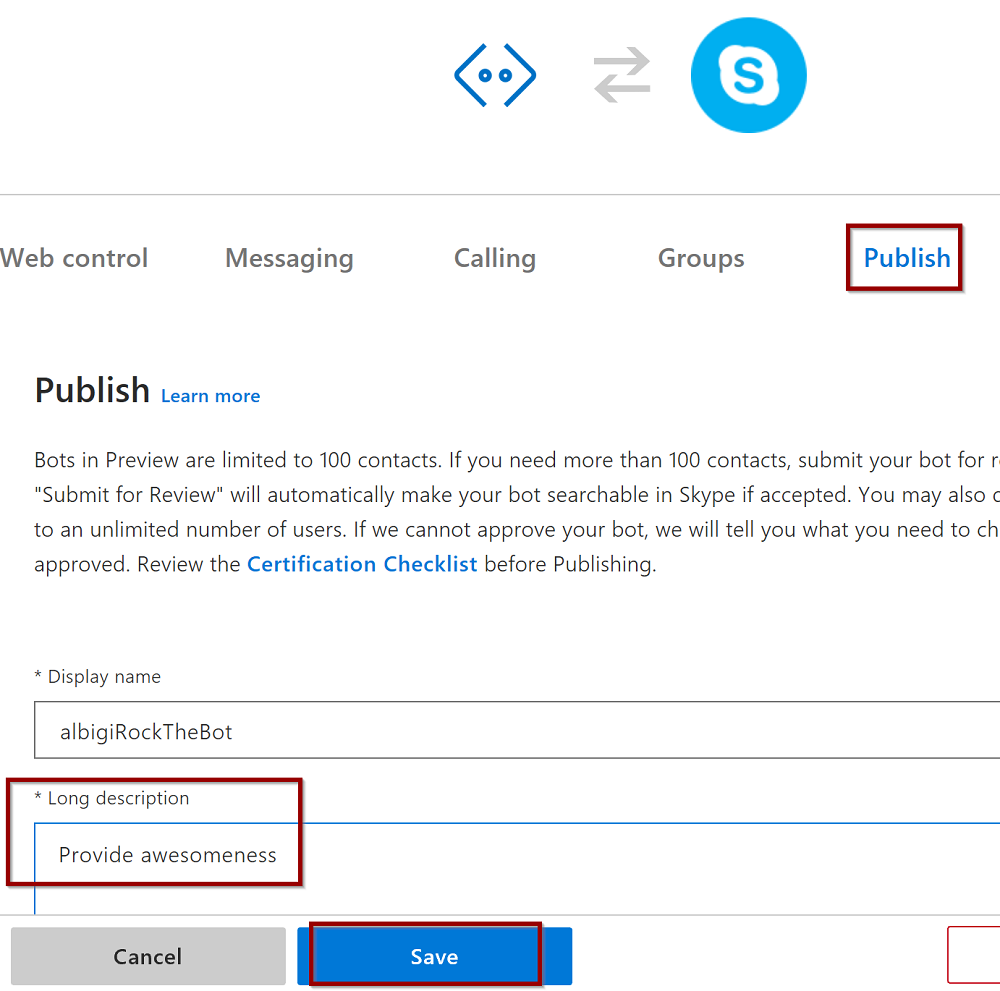 S
Web control Messaging Calling Groups Publish
Publish Learn more
Bots in Preview are limited to 100 contacts. If you need more than 100 contacts, submit your bot for
"Submit for Review" will automatically make your bot searchable in Skype if accepted. You may also
to an unlimited number of users. If we cannot approve your bot, we will tell you what you need to
approved. Review the Certification Checklist before Publishing.
* Display name
albigiRockTheBot
* Long description
Provide awesomeness
Cancel Save